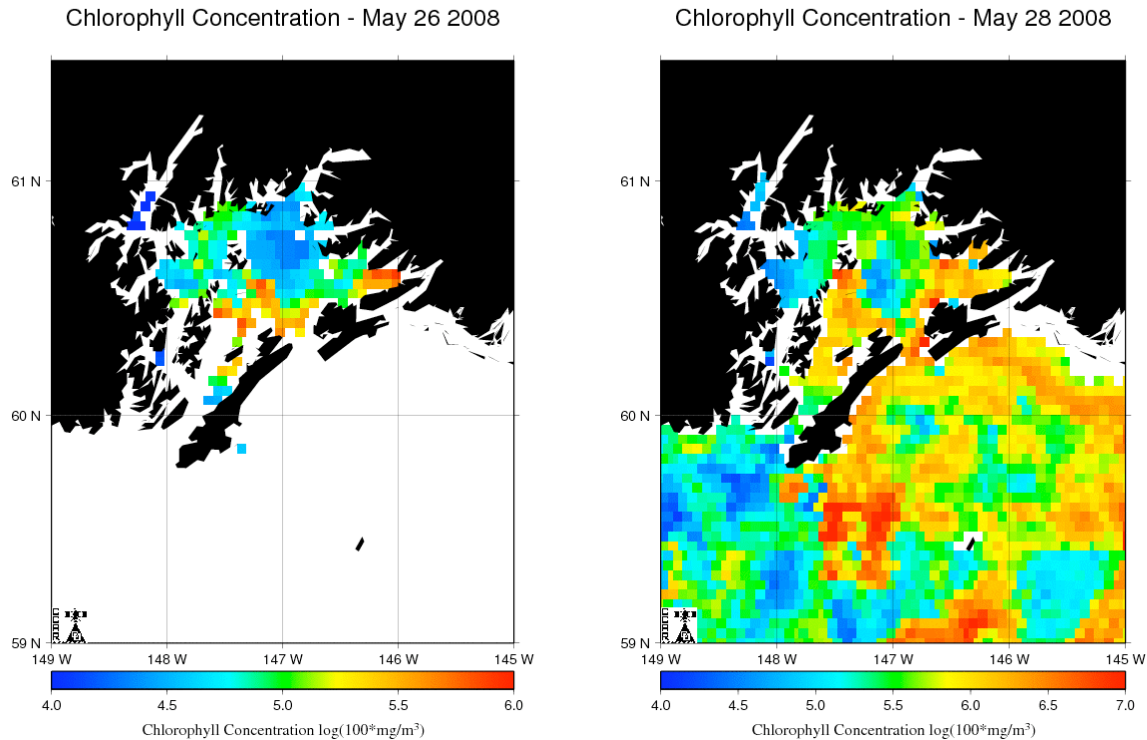 Chlorophyll Concentration - May 26 2008
61 N
60 N
59 N
149 W 148 W 147 W 146 W 145 W
4.0 4.5 5.0 5.5 6.0
Chlorophyll Concentration log(100*mg/m³)
Chlorophyll Concentration - May 28 2008
61 N
60 N
59 N
149 W 148 W 147 W 146 W 145 W
4.0 4.5 5.0 5.5 6.0 6.5 7.0
Chlorophyll Concentration log(100*mg/m³)